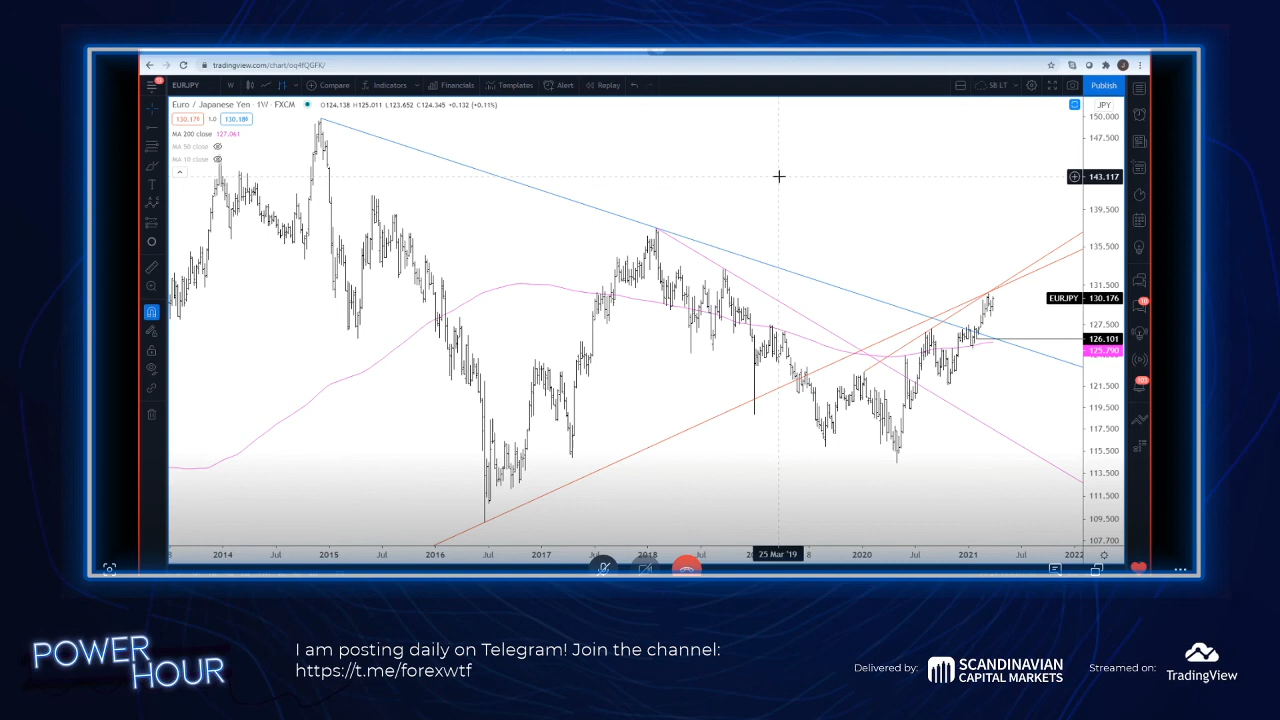 tradingview.com/chart/oq4fQGFK/
EURJPY W Compare Indicators Financials Templates Alert Replay SB LT Publish
Euro / Japanese Yen · 1W · FXCM O124.138 H125.011 L123.652 C124.345 +0.132 (+0.11%)
JPY
130.176 1.0 130.186
MA 200 close 127.061
MA 50 close
MA 10 close
150.000
147.500
143.117
139.500
135.500
131.500
EURJPY 130.176
127.500
126.101
125.790
121.500
119.500
117.500
115.500
113.500
111.500
109.500
107.700
2014 Jul 2015 Jul 2016 Jul 2017 Jul 2018 Jul 25 Mar '19 2020 Jul 2021 Jul 2022
POWER
HOUR
I am posting daily on Telegram! Join the channel:
https://t.me/forexwtf
Delivered by:
SCANDINAVIAN
CAPITAL MARKETS
Streamed on:
TradingView